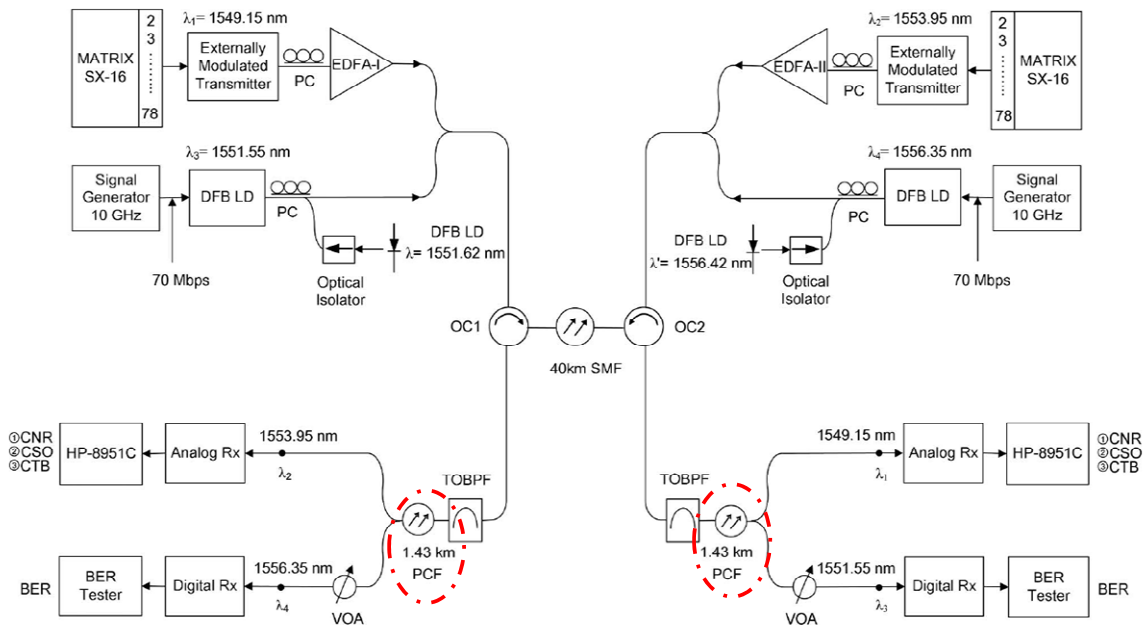 λ₁= 1549.15 nm
MATRIX
SX-16
2
3
78
Externally
Modulated
Transmitter
PC
EDFA-I
λ₃= 1551.55 nm
Signal
Generator
10 GHz
DFB LD
PC
70 Mbps
Optical
Isolator
DFB LD
λ= 1551.62 nm
λ₂= 1553.95 nm
EDFA-II
PC
Externally
Modulated
Transmitter
2
3
78
MATRIX
SX-16
λ₄= 1556.35 nm
PC
DFB LD
Signal
Generator
10 GHz
DFB LD
λ'= 1556.42 nm
Optical
Isolator
70 Mbps
OC1
40km SMF
OC2
①CNR
②CSO
③CTB
HP-8951C
Analog Rx
1553.95 nm
λ₂
TOBPF
1.43 km
PCF
BER
BER
Tester
Digital Rx
1556.35 nm
λ₄
VOA
TOBPF
1.43 km
PCF
1549.15 nm
λ₁
Analog Rx
HP-8951C
①CNR
②CSO
③CTB
VOA
1551.55 nm
λ₃
Digital Rx
BER
Tester
BER